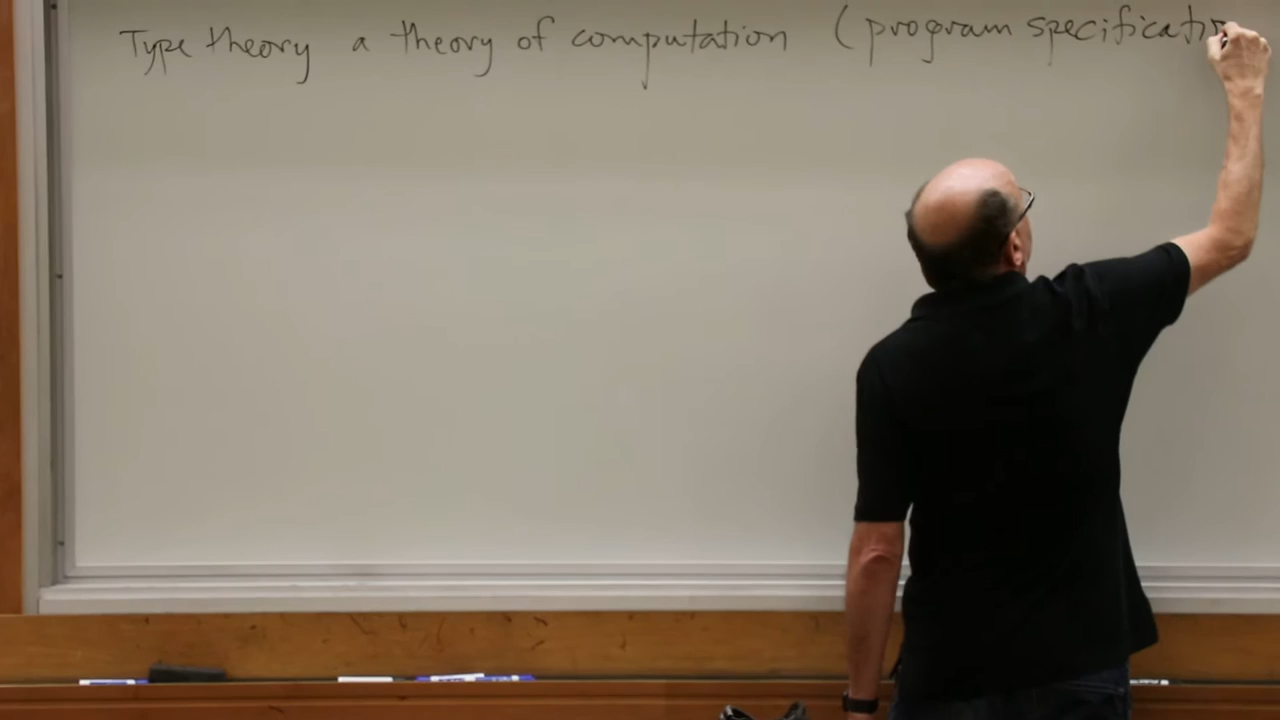 Type theory a theory of computation (program specification